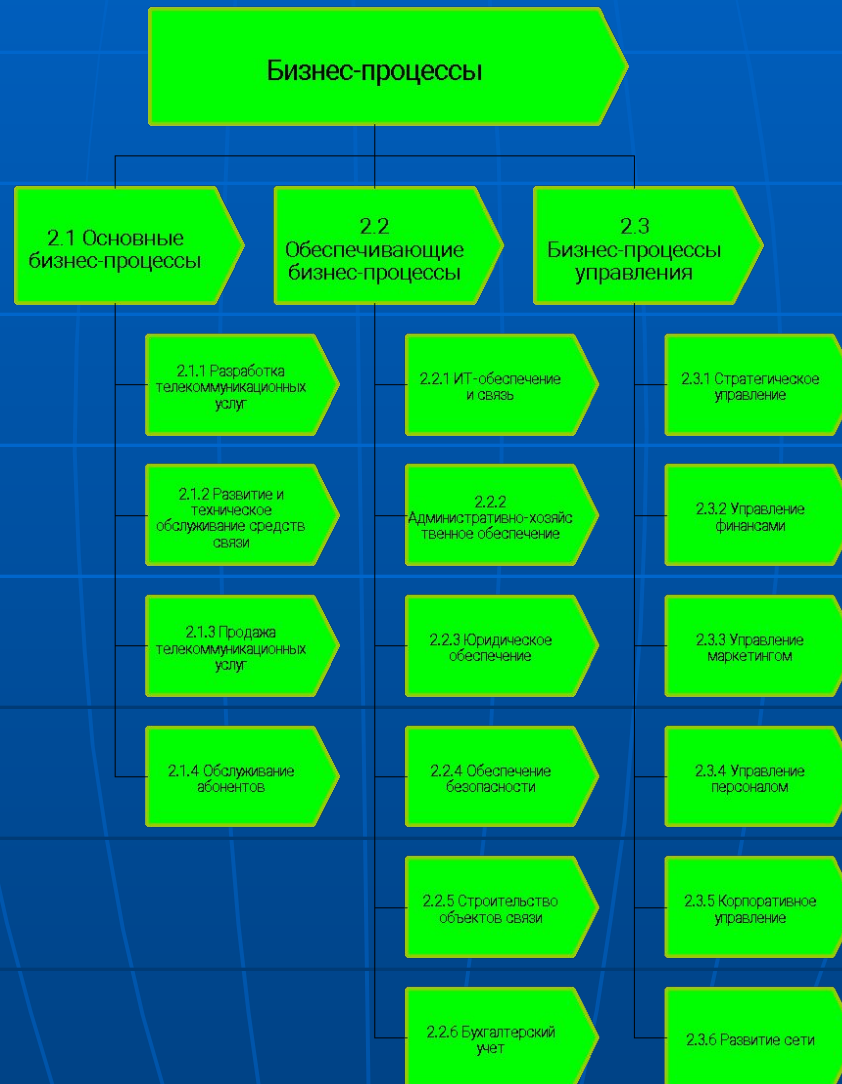 Бизнес-процессы
2.1 Основные
бизнес-процессы
2.2
Обеспечивающие
бизнес-процессы
2.3
Бизнес-процессы
управления
2.1.1 Разработка
телекоммуникационных
услуг
2.1.2 Развитие и
техническое
обслуживание средств
связи
2.1.3 Продажа
телекоммуникационных
услуг
2.1.4 Обслуживание
абонентов
2.2.1 ИТ-обеспечение
и связь
2.2.2
Административно-хозяйс
твенное обеспечение
2.2.3 Юридическое
обеспечение
2.2.4 Обеспечение
безопасности
2.2.5 Строительство
объектов связи
2.2.6 Бухгалтерский
учет
2.3.1 Стратегическое
управление
2.3.2 Управление
финансами
2.3.3 Управление
маркетингом
2.3.4 Управление
персоналом
2.3.5 Корпоративное
управление
2.3.6 Развитие сети